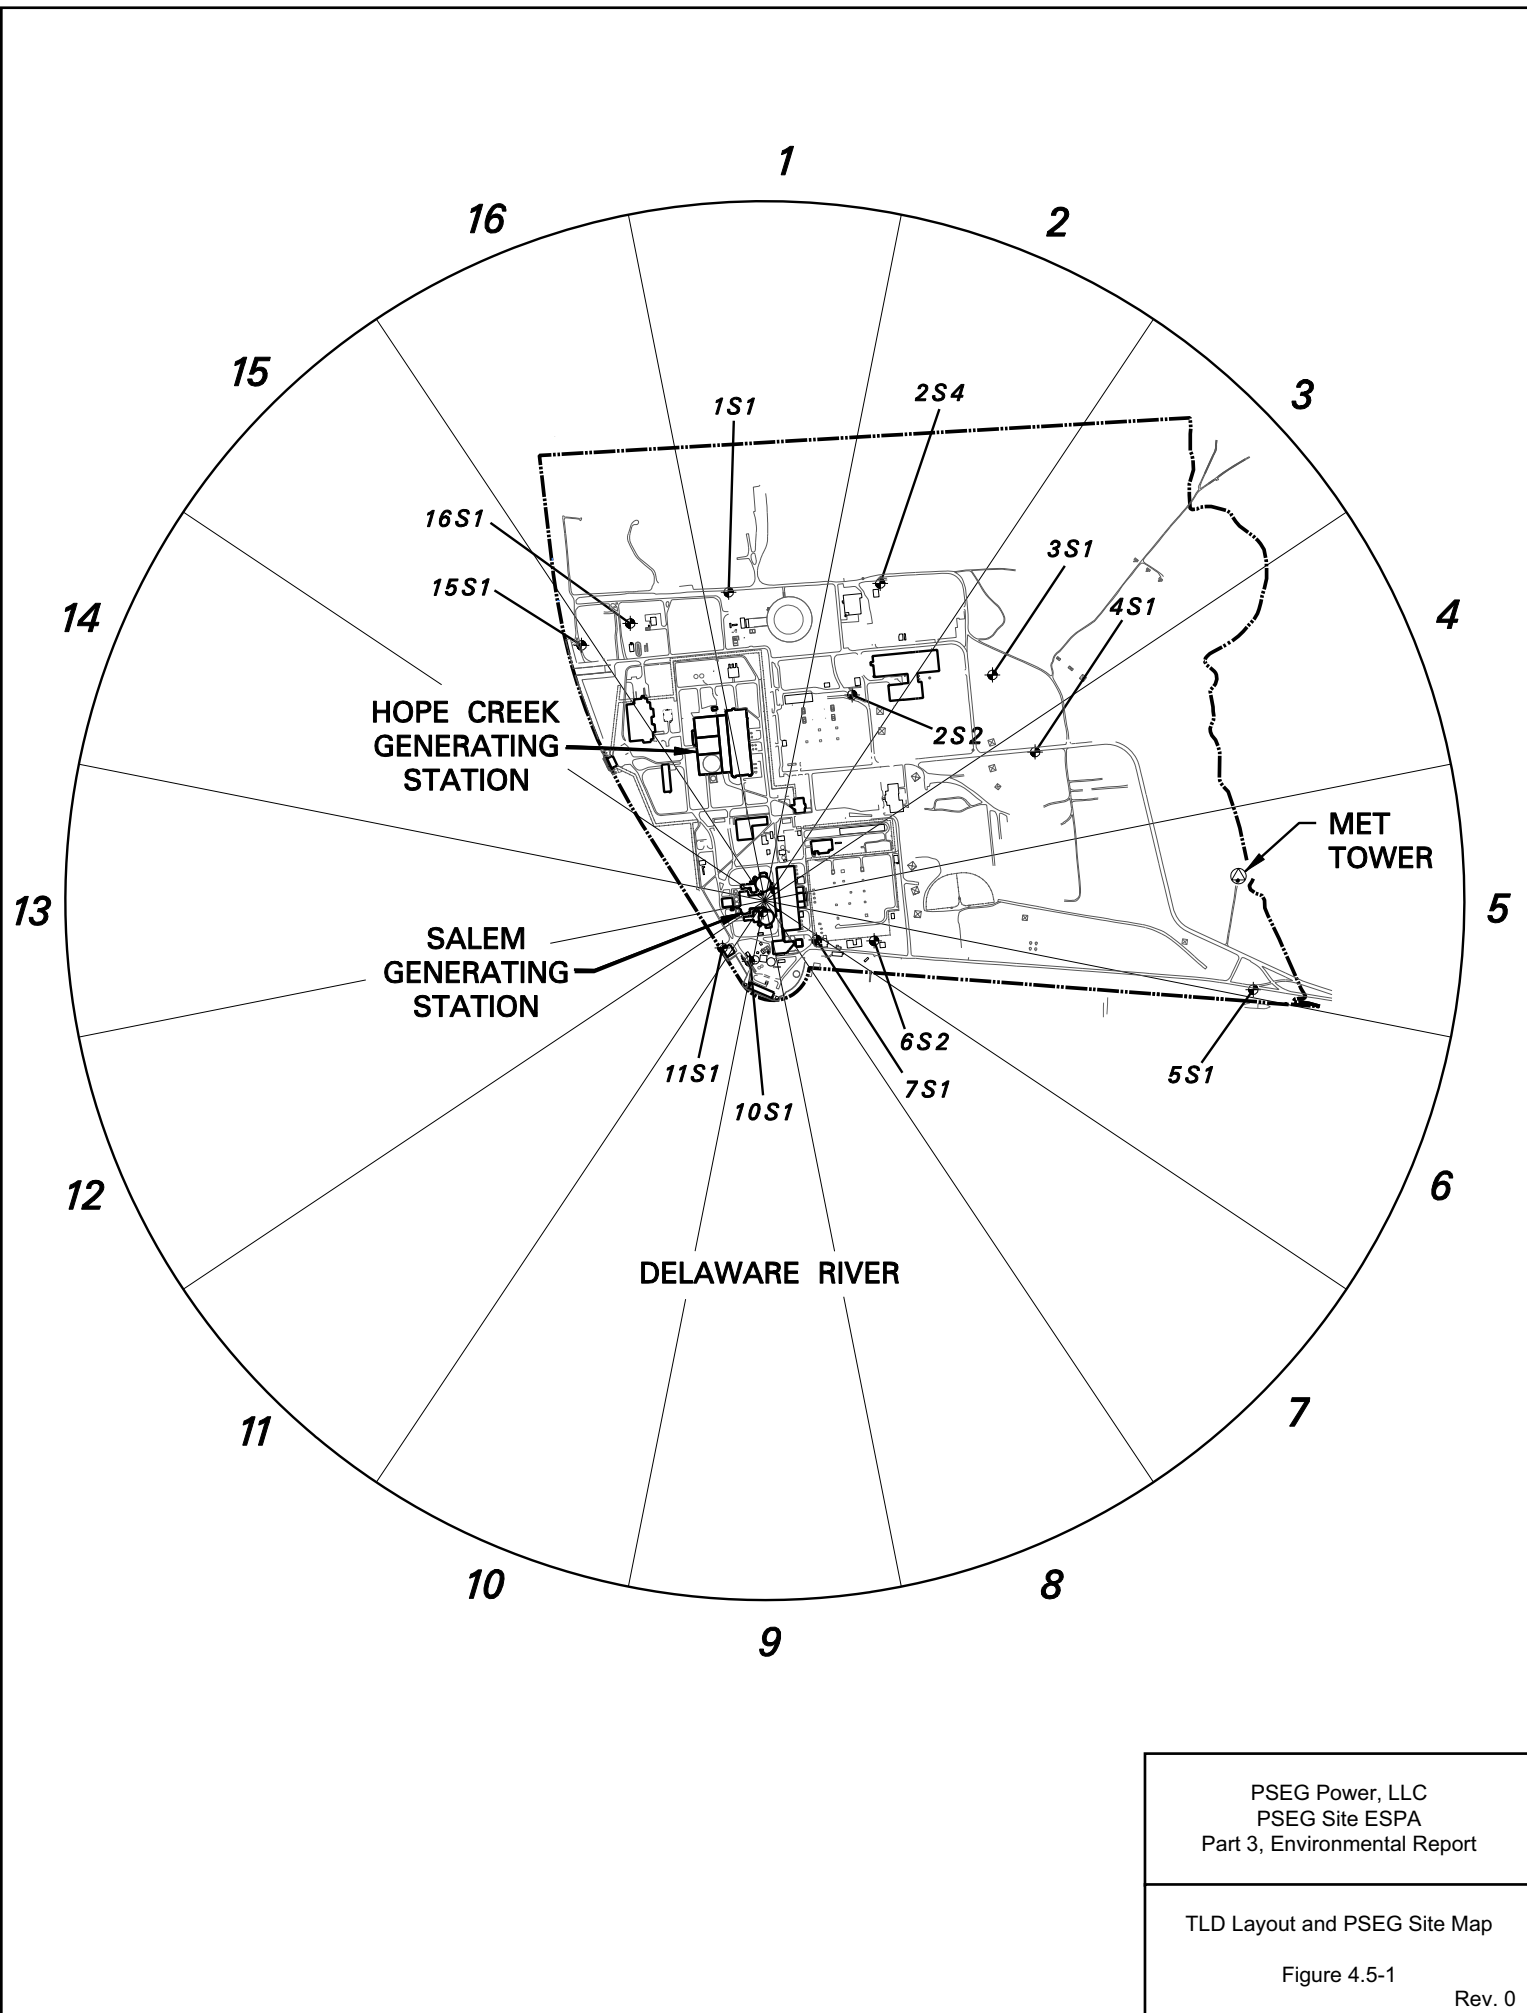 1
16
2
15
3
1S1
2S4
16S1
3S1
15S1
4S1
14
4
HOPE CREEK
GENERATING
STATION
2S2
MET
TOWER
13
5
SALEM
GENERATING
STATION
6S2
11S1
7S1
5S1
10S1
12
6
DELAWARE RIVER
11
7
10
8
9
PSEG Power, LLC
PSEG Site ESPA
Part 3, Environmental Report
TLD Layout and PSEG Site Map
Figure 4.5-1
Rev. 0